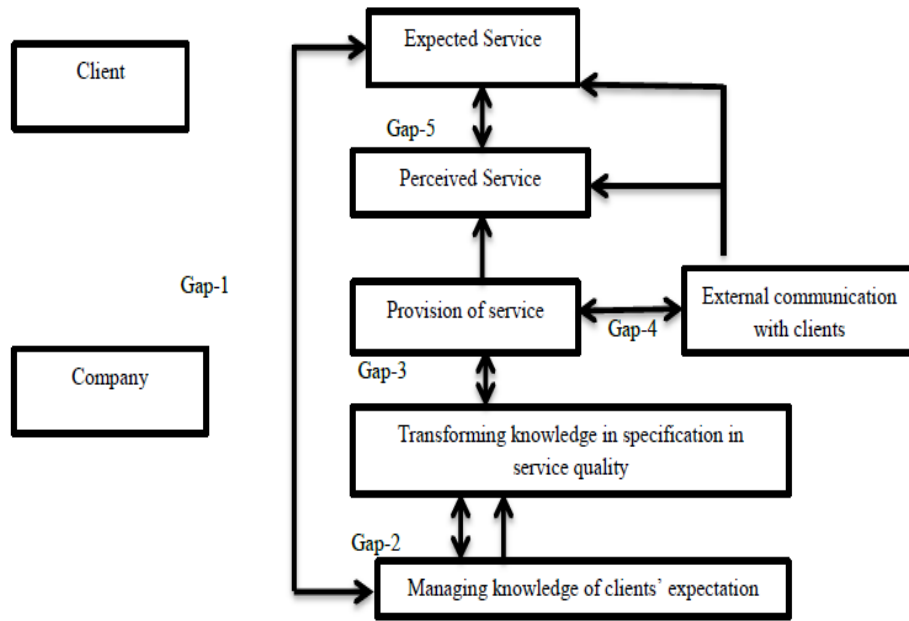 Expected Service
Client
Gap-5
Perceived Service
Gap-1
Provision of service
External communication
with clients
Gap-4
Company
Gap-3
Transforming knowledge in specification in
service quality
Gap-2
Managing knowledge of clients’ expectation